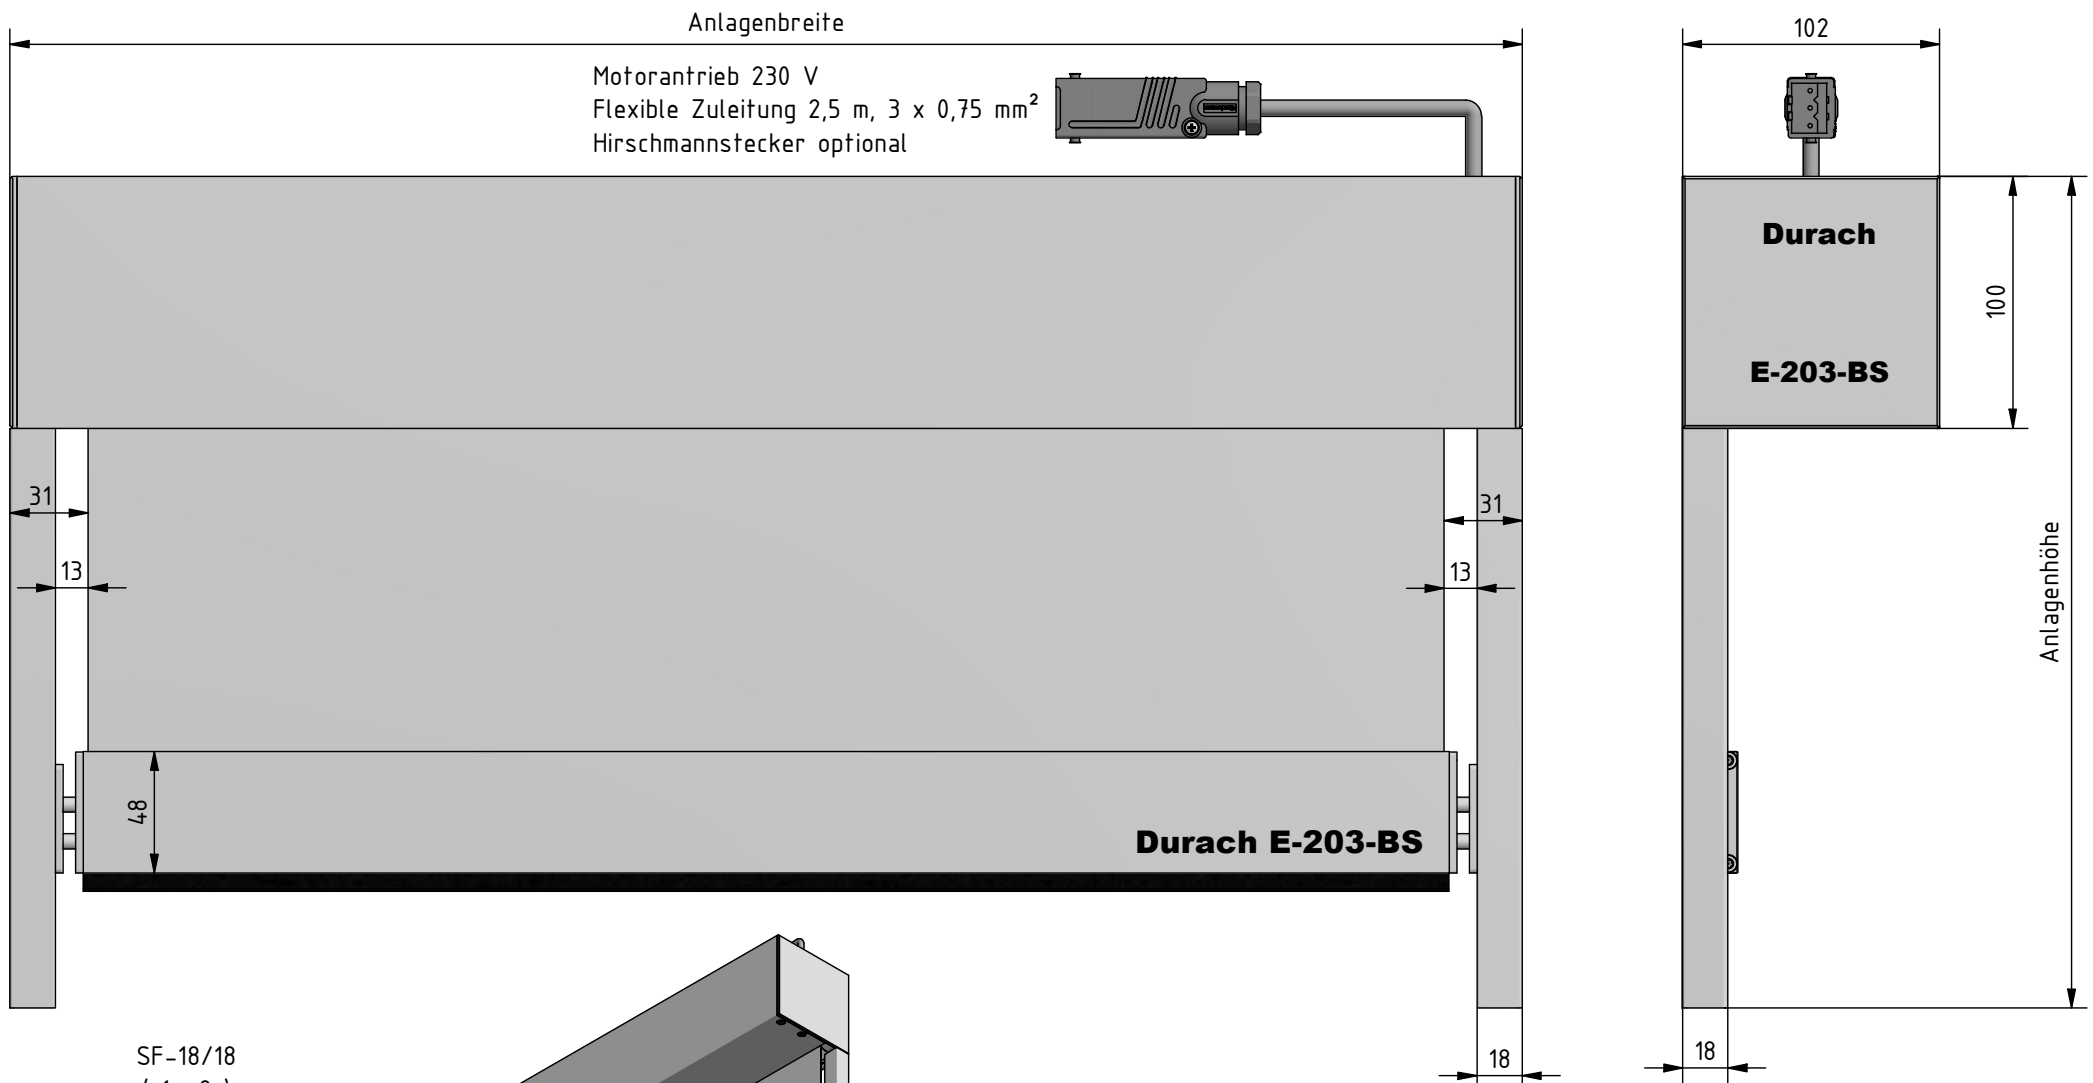 Anlagenbreite
102
Motorantrieb 230 V
Flexible Zuleitung 2,5 m, 3 x 0,75 mm²
Hirschmannstecker optional
Durach
100
E-203-BS
31
31
13
13
Anlagenhöhe
48
Durach E-203-BS
SF-18/18
18
18